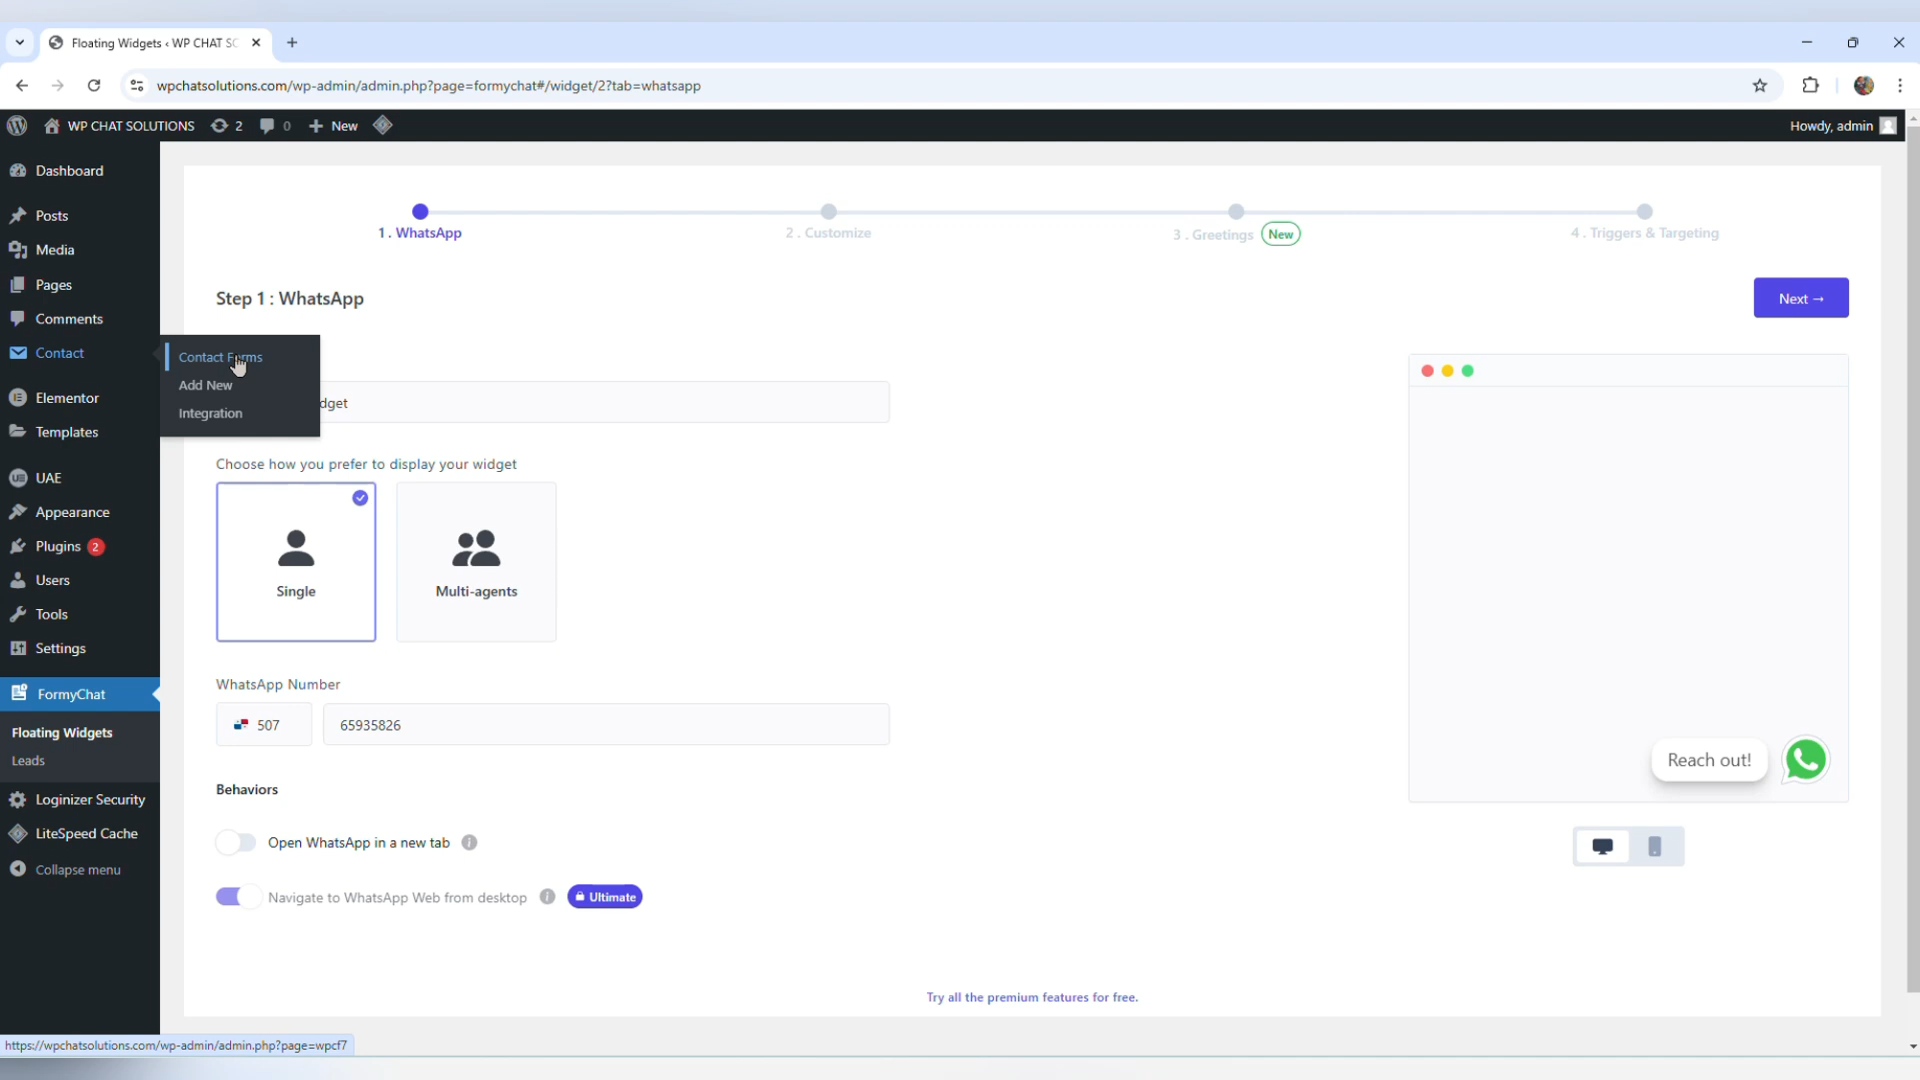 Floating Widgets ‹ WP CHAT SC
wpchatsolutions.com/wp-admin/admin.php?page=formychat#/widget/2?tab=whatsapp
WP CHAT SOLUTIONS
2
0
New
Howdy, admin
Dashboard
Posts
Media
Pages
Comments
Contact
Contact Forms
Add New
Integration
Elementor
Templates
UAE
Appearance
Plugins 2
Users
Tools
Settings
FormyChat
Floating Widgets
Leads
Loginizer Security
LiteSpeed Cache
Collapse menu
1. WhatsApp
2. Customize
3. Greetings New
4. Triggers & Targeting
Step 1 : WhatsApp
Next →
dget
Choose how you prefer to display your widget
Single
Multi-agents
WhatsApp Number
507
65935826
Behaviors
Open WhatsApp in a new tab i
Navigate to WhatsApp Web from desktop i Ultimate
Reach out!
Try all the premium features for free.
https://wpchatsolutions.com/wp-admin/admin.php?page=wpcf7